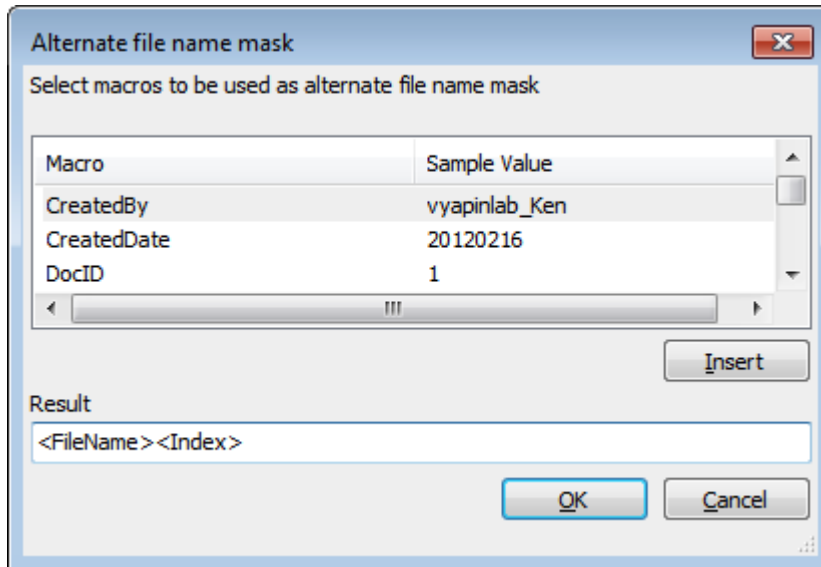 Alternate file name mask
Select macros to be used as alternate file name mask
Macro Sample Value
CreatedBy vyapinlab_Ken
CreatedDate 20120216
DocID 1
Insert
Result
<FileName><Index>
OK Cancel